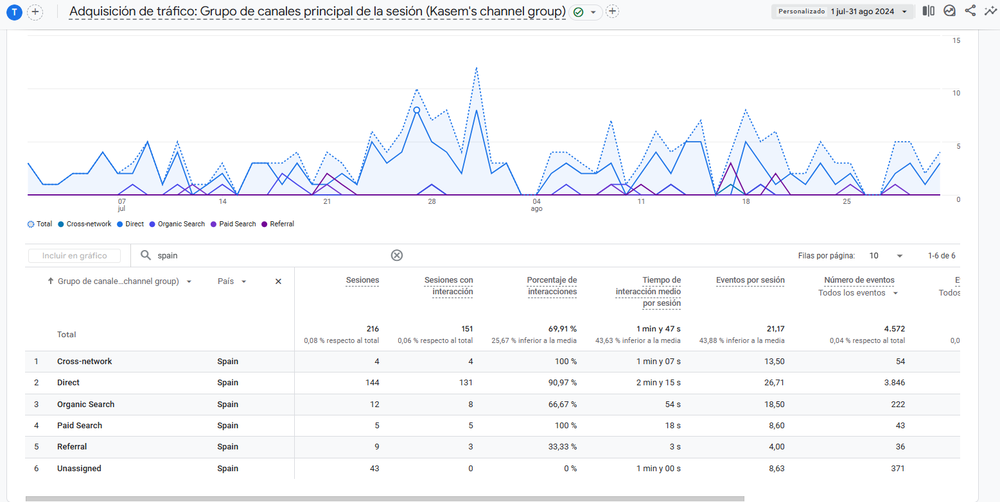 T
Adquisición de tráfico: Grupo de canales principal de la sesión (Kasem's channel group)
Personalizado 1 jul-31 ago 2024
15
10
5
0
07 14 21 28 04 11 18 25
jul ago
Total Cross-network Direct Organic Search Paid Search Referral
Incluir en gráfico spain Filas por página: 10 1-6 de 6
Grupo de canale...channel group) País
Sesiones
Sesiones con
interacción
Porcentaje de
interacciones
Tiempo de
interacción medio
por sesión
Eventos por sesión
Número de eventos
Todos los eventos
E
Todos
Total 216 151 69,91 % 1 min y 47 s 21,17 4.572
0,08 % respecto al total 0,06 % respecto al total 25,67 % inferior a la media 43,63 % inferior a la media 43,88 % inferior a la media 0,04 % respecto al total 0,0
1 Cross-network Spain 4 4 100 % 1 min y 07 s 13,50 54
2 Direct Spain 144 131 90,97 % 2 min y 15 s 26,71 3.846
3 Organic Search Spain 12 8 66,67 % 54 s 18,50 222
4 Paid Search Spain 5 5 100 % 18 s 8,60 43
5 Referral Spain 9 3 33,33 % 3 s 4,00 36
6 Unassigned Spain 43 0 0 % 1 min y 00 s 8,63 371